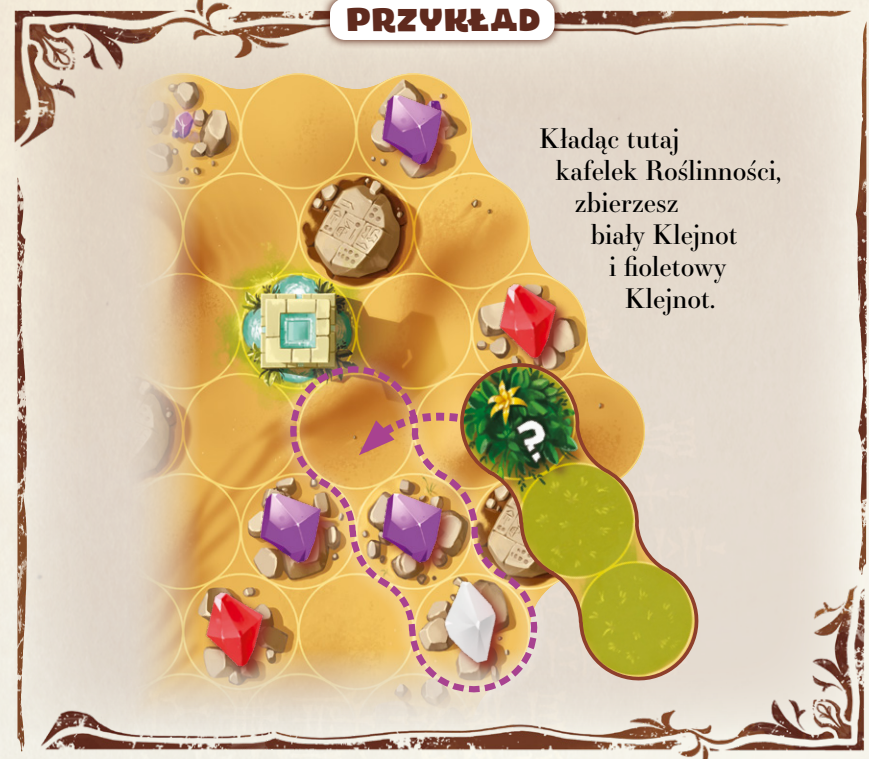 PRZYKŁAD
Kładąc tutaj
kafelek Roślinności,
zbierzesz
biały Klejnot
i fioletowy
Klejnot.
?